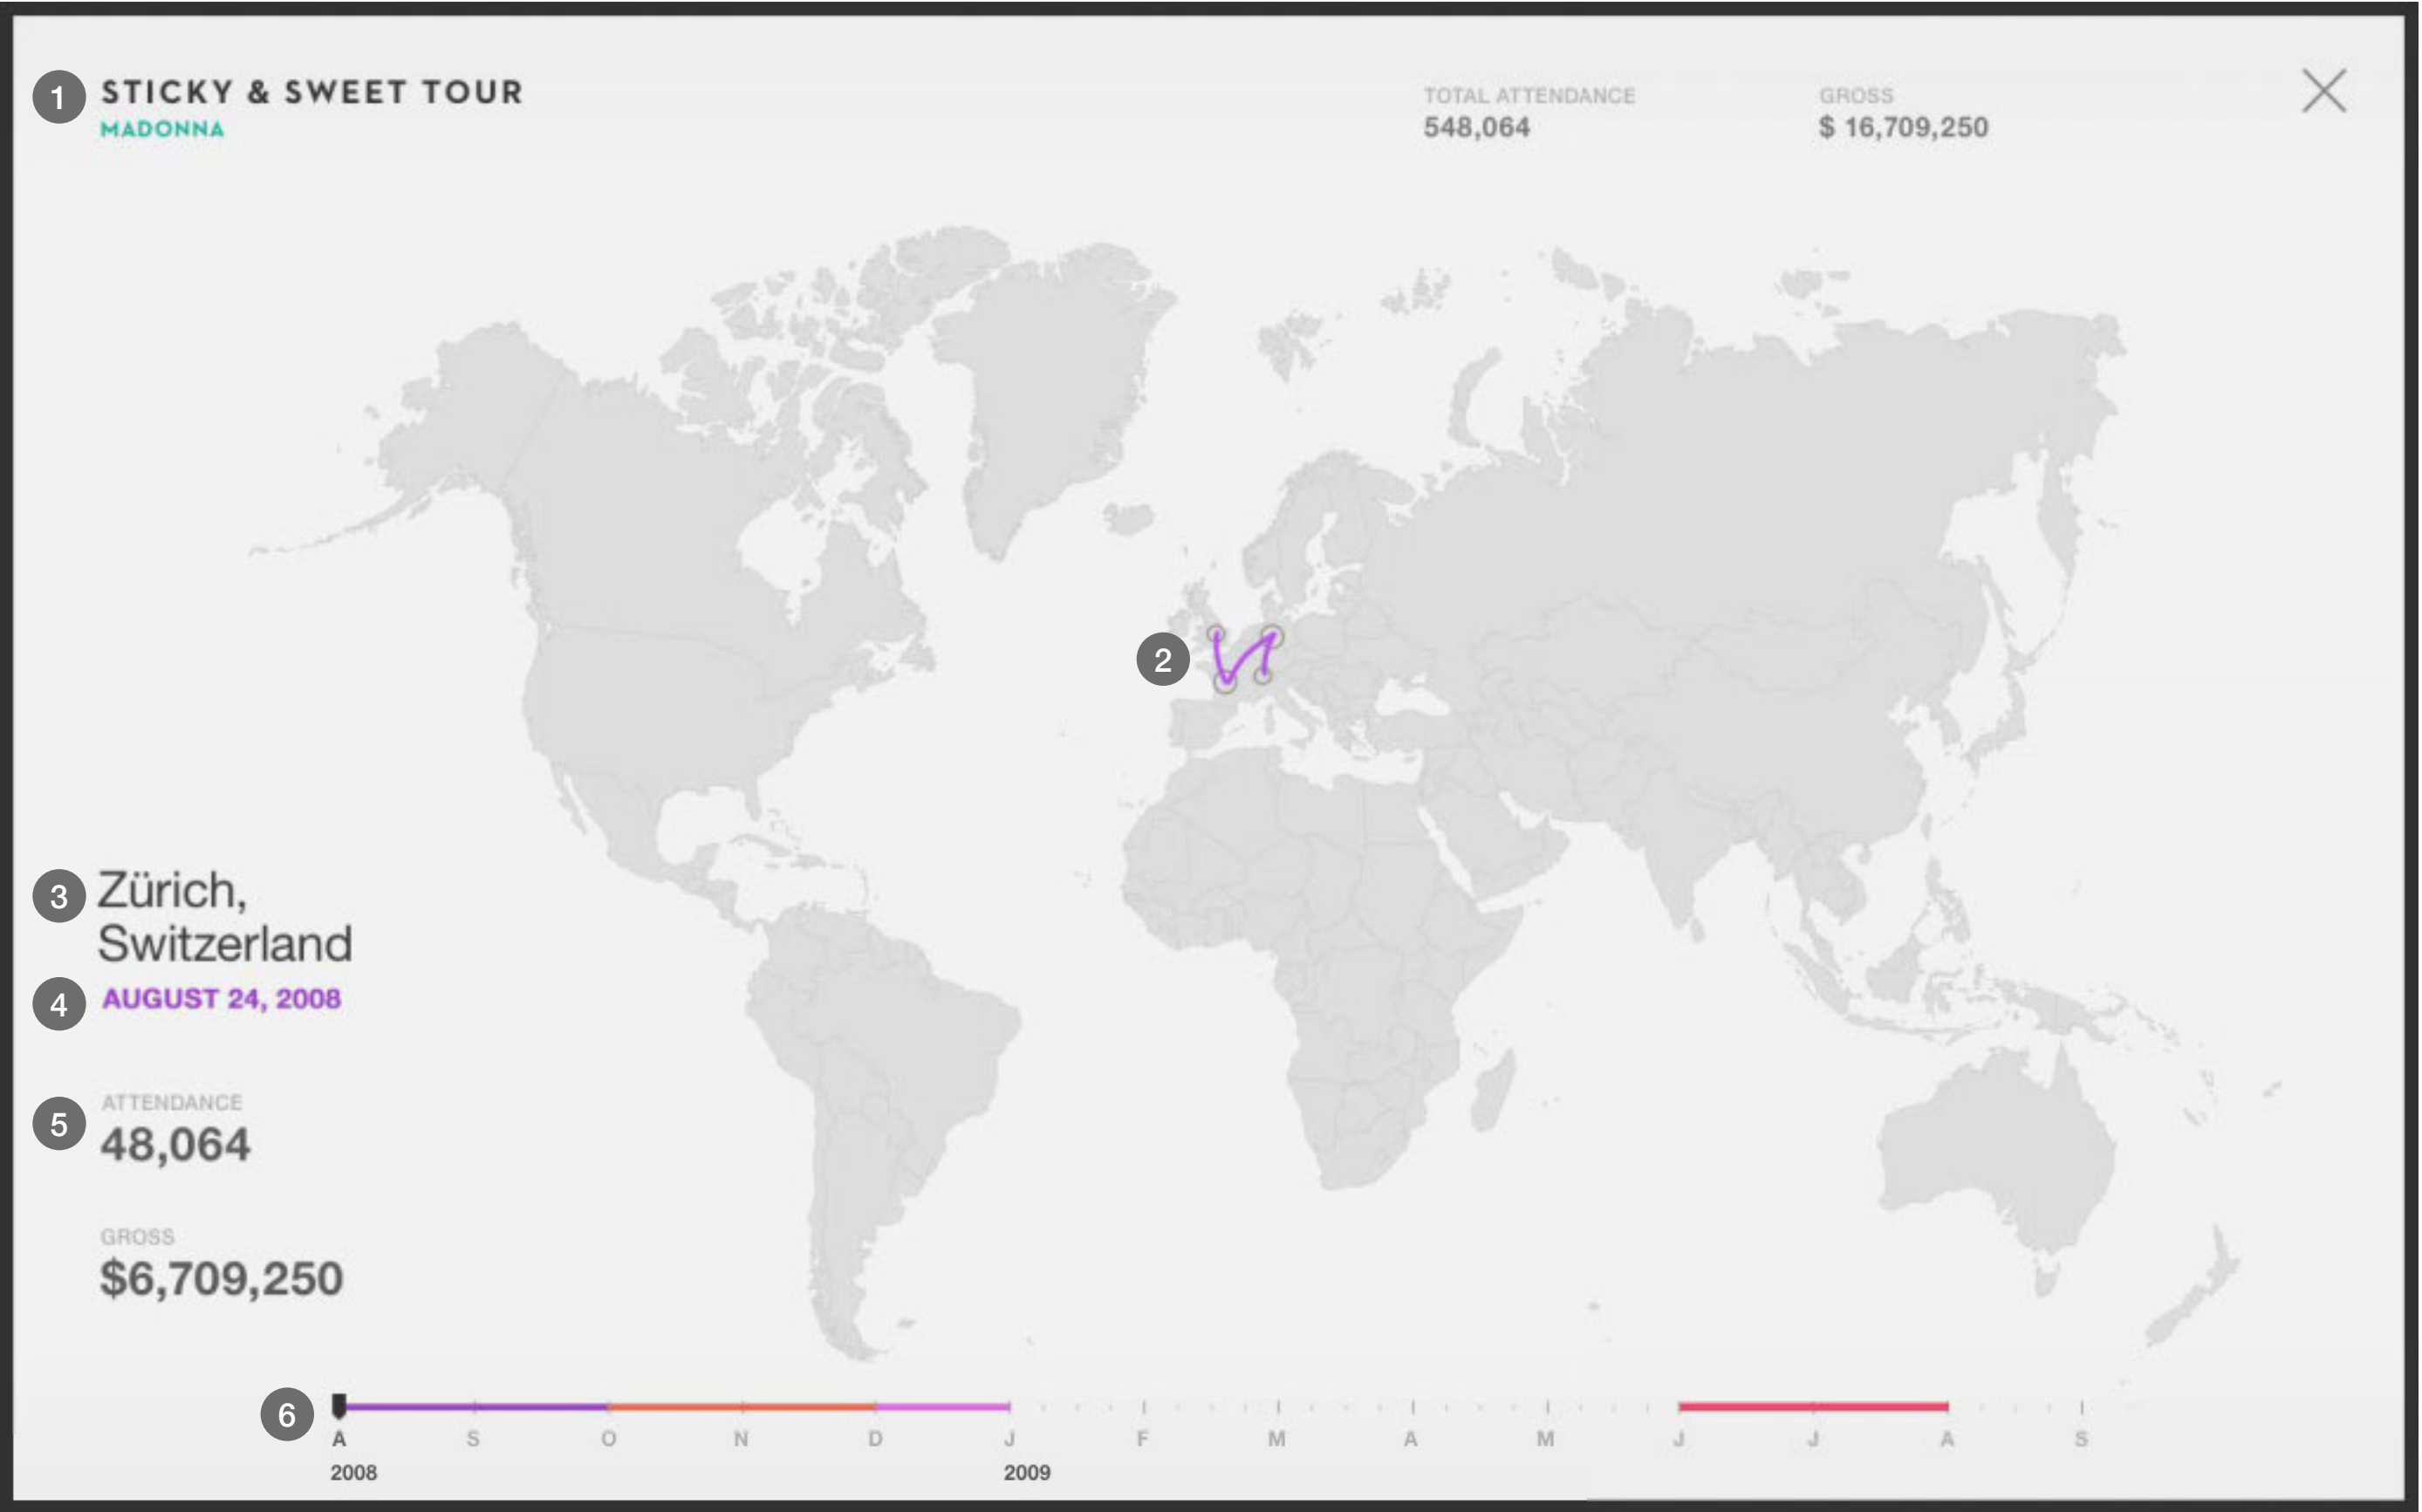 1 STICKY & SWEET TOUR
MADONNA
TOTAL ATTENDANCE
548,064
GROSS
$ 16,709,250
2
3 Zürich,
Switzerland
4 AUGUST 24, 2008
5 ATTENDANCE
48,064
GROSS
$6,709,250
6
A S O N D J F M A M J J A S
2008 2009